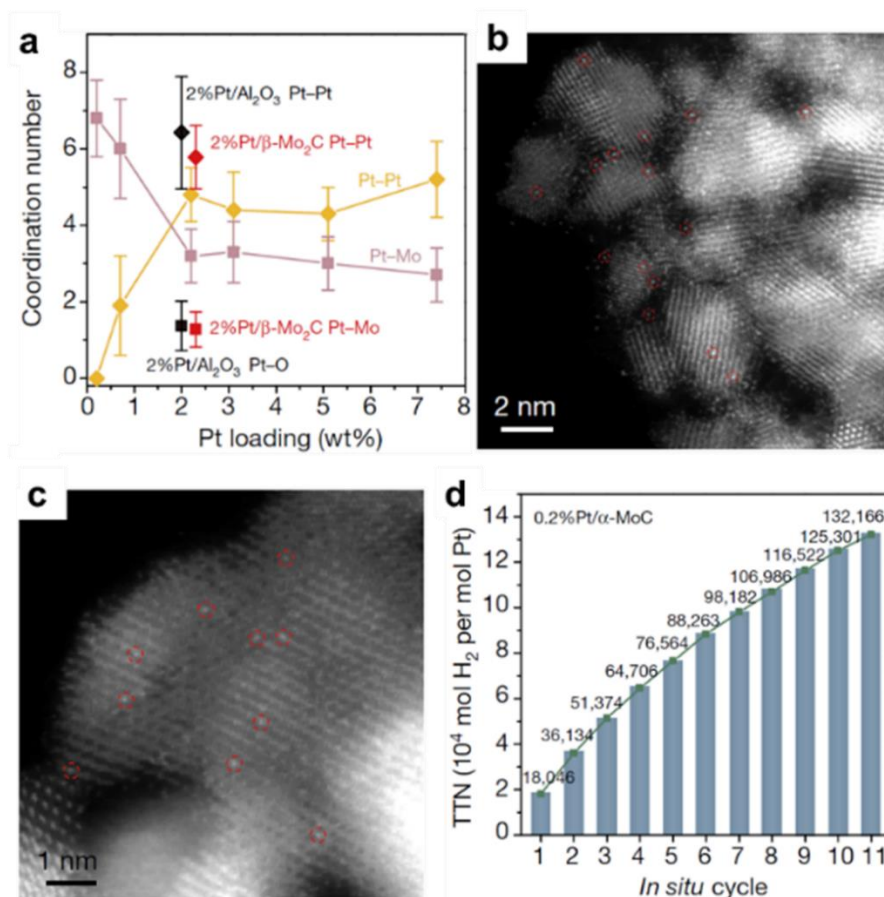 a
8
6
4
2
0
Coordination number
2%Pt/Al₂O₃ Pt–Pt
2%Pt/β-Mo₂C Pt–Pt
Pt–Pt
Pt–Mo
2%Pt/β-Mo₂C Pt–Mo
2%Pt/Al₂O₃ Pt–O
0 1 2 3 4 5 6 7 8
Pt loading (wt%)
b
2 nm
c
1 nm
d
14
12
10
8
6
4
2
0
TTN (10⁴ mol H₂ per mol Pt)
0.2%Pt/α-MoC
18,046
36,134
51,374
64,706
76,564
88,263
98,182
106,986
116,522
125,301
132,166
1 2 3 4 5 6 7 8 9 10 11
In situ cycle